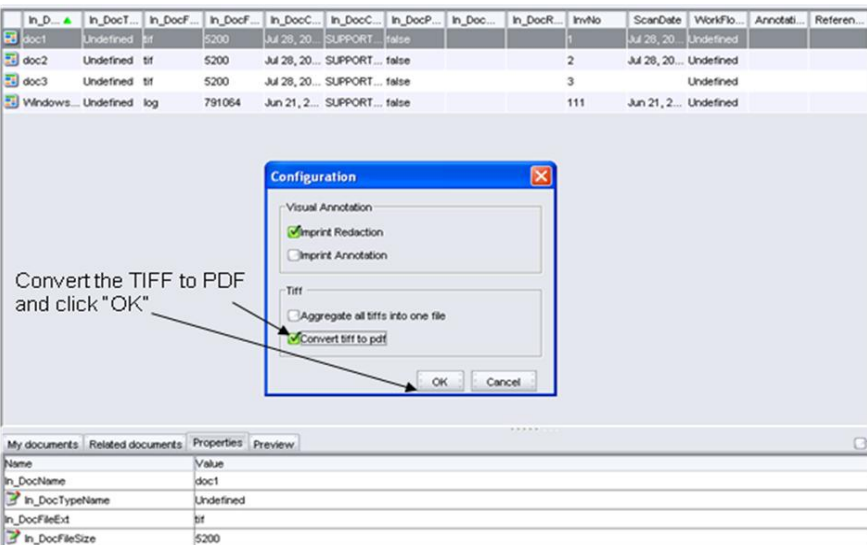 In_D... In_DocT... In_DocF... In_DocF... In_DocC... In_DocC... In_DocP... In_Doc... In_DocR... InvNo ScanDate WorkFlo... Annotati... Referen...
doc1 Undefined tif 5200 Jul 28, 20... SUPPORT... false 1 Jul 28, 20... Undefined
doc2 Undefined tif 5200 Jul 28, 20... SUPPORT... false 2 Jul 28, 20... Undefined
doc3 Undefined tif 5200 Jul 28, 20... SUPPORT... false 3 Undefined
Windows... Undefined log 791064 Jun 21, 2... SUPPORT... false 111 Jun 21, 2... Undefined
Configuration
Visual Annotation
Imprint Redaction
Imprint Annotation
Tiff
Aggregate all tiffs into one file
Convert tiff to pdf
OK Cancel
Convert the TIFF to PDF
and click "OK"
My documents Related documents Properties Preview
Name Value
In_DocName doc1
In_DocTypeName Undefined
In_DocFileExt tif
In_DocFileSize 5200